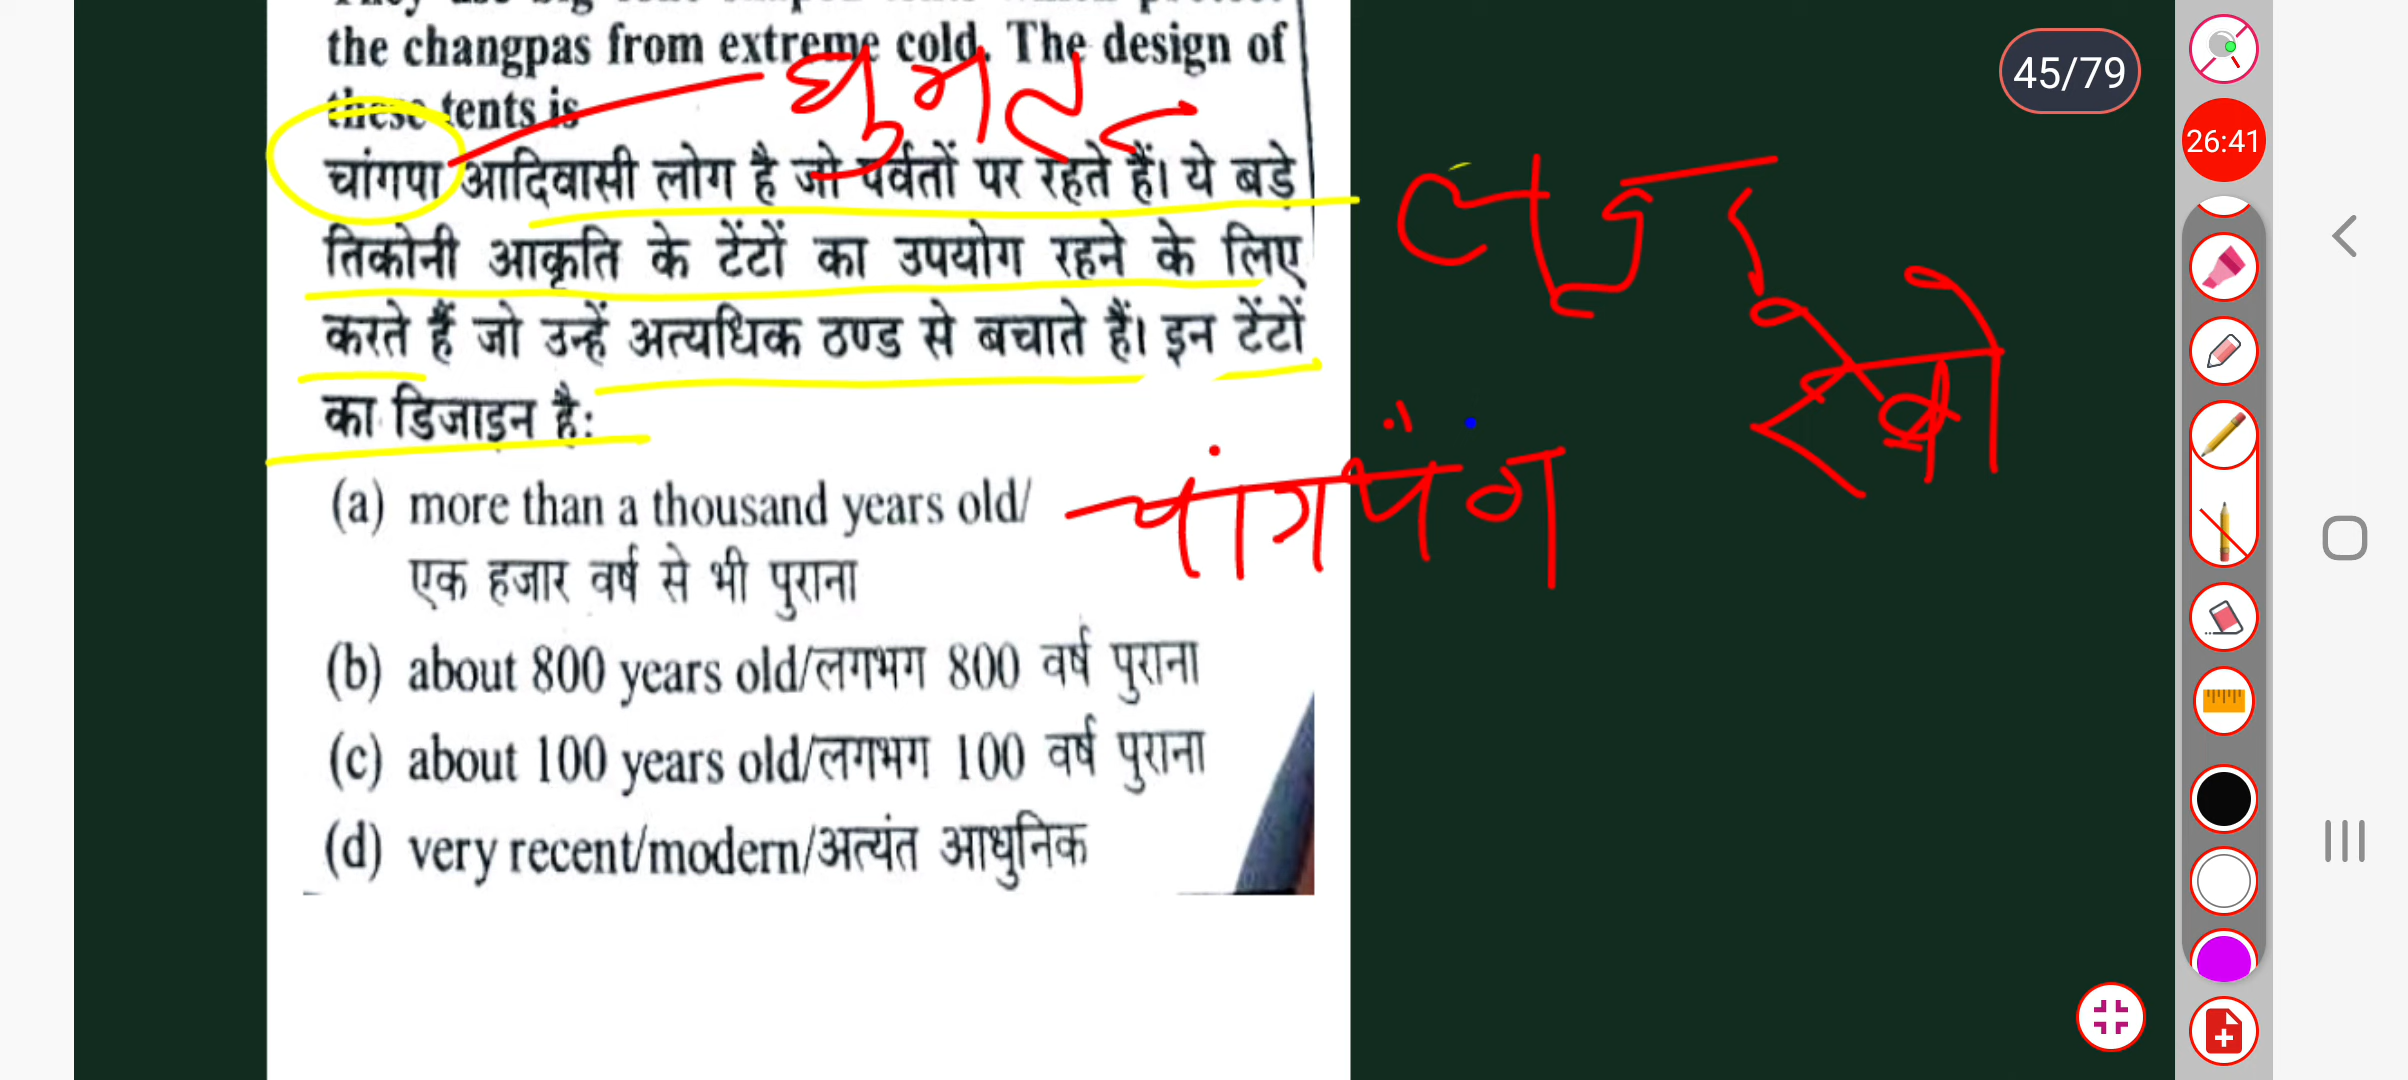 the changpas from extreme cold. The design of
these tents is
घुमन्
चांगपा आदिवासी लोग है जो पर्वतों पर रहते हैं। ये बडे
तिकोनी आकृति के टेंटों का उपयोग रहने के लिए
करते हैं जो उन्हें अत्यधिक ठण्ड से बचाते हैं। इन टेंटों
का डिजाइन है:
(a) more than a thousand years old/
एक हजार वर्ष से भी पुराना
(b) about 800 years old/लगभग 800 वर्ष पुराना
(c) about 100 years old/लगभग 100 वर्ष पुराना
(d) very recent/modern/अत्यंत आधुनिक
45/79
26:41